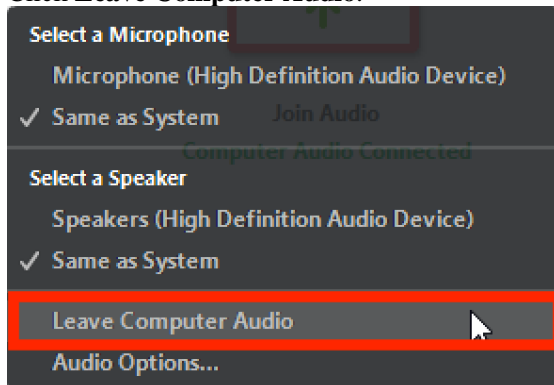 Click Leave Computer Audio.
Select a Microphone
Microphone (High Definition Audio Device)
✓ Same as System
Join Audio
Computer Audio Connected
Select a Speaker
Speakers (High Definition Audio Device)
✓ Same as System
Leave Computer Audio
Audio Options...